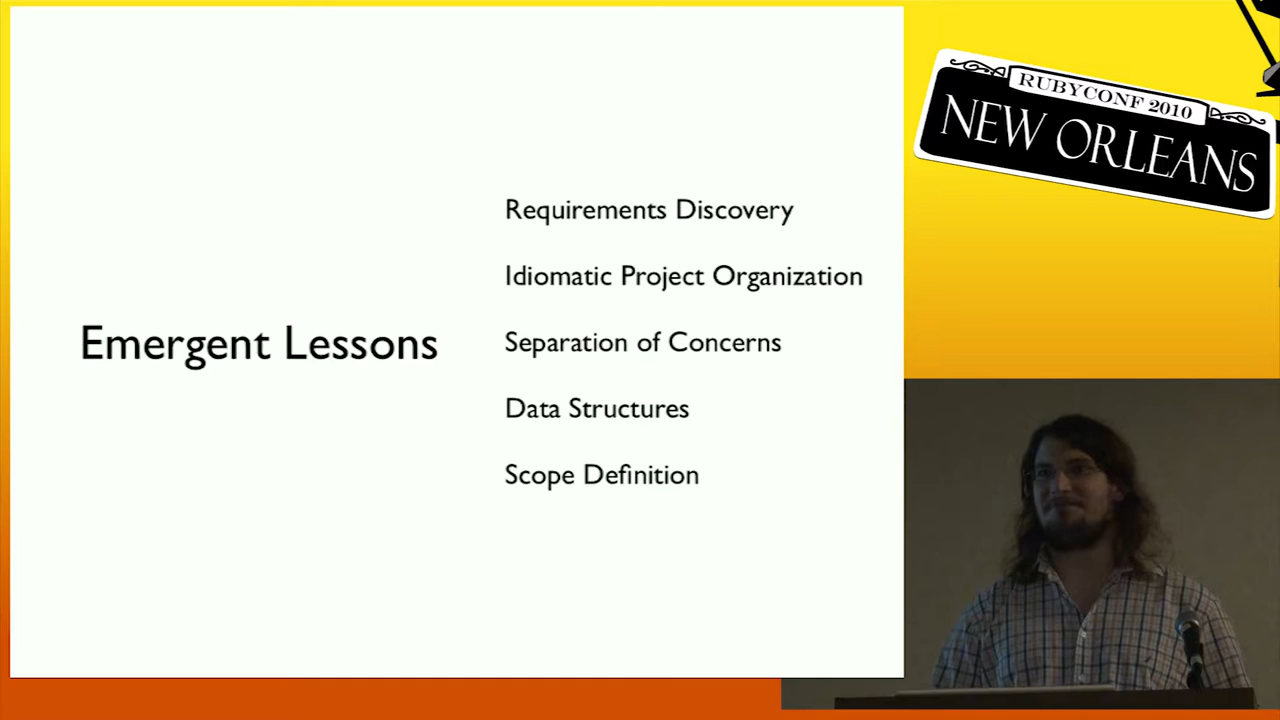 Emergent Lessons
Requirements Discovery
Idiomatic Project Organization
Separation of Concerns
Data Structures
Scope Definition
RUBYCONF 2010
NEW ORLEANS